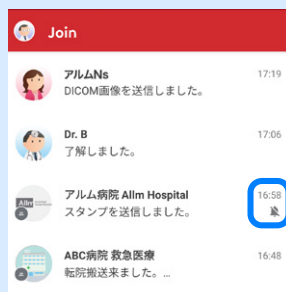 Join
アルムNs
17:19
DICOM画像を送信しました。
Dr. B
17:06
了解しました。
Allm
アルム病院 Allm Hospital
16:58
スタンプを送信しました。
ABC病院 救急医療
16:48
転院搬送来ました。...